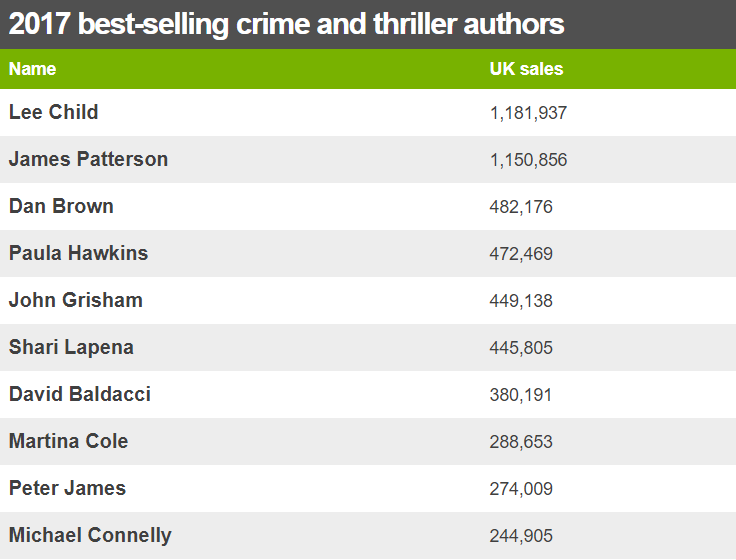 2017 best-selling crime and thriller authors
Name UK sales
Lee Child 1,181,937
James Patterson 1,150,856
Dan Brown 482,176
Paula Hawkins 472,469
John Grisham 449,138
Shari Lapena 445,805
David Baldacci 380,191
Martina Cole 288,653
Peter James 274,009
Michael Connelly 244,905